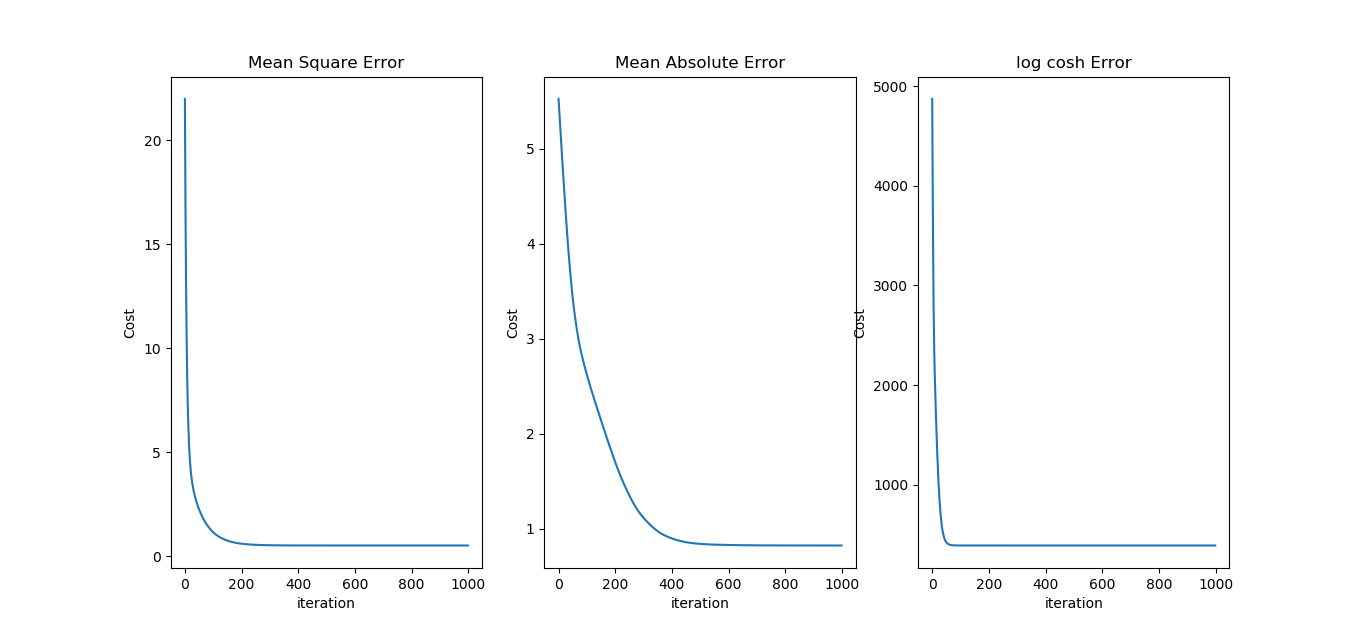 Mean Square Error
20
15
10
5
0
Cost
0 200 400 600 800 1000
iteration
Mean Absolute Error
5
4
3
2
1
Cost
0 200 400 600 800 1000
iteration
log cosh Error
5000
4000
3000
2000
1000
Cost
0 200 400 600 800 1000
iteration